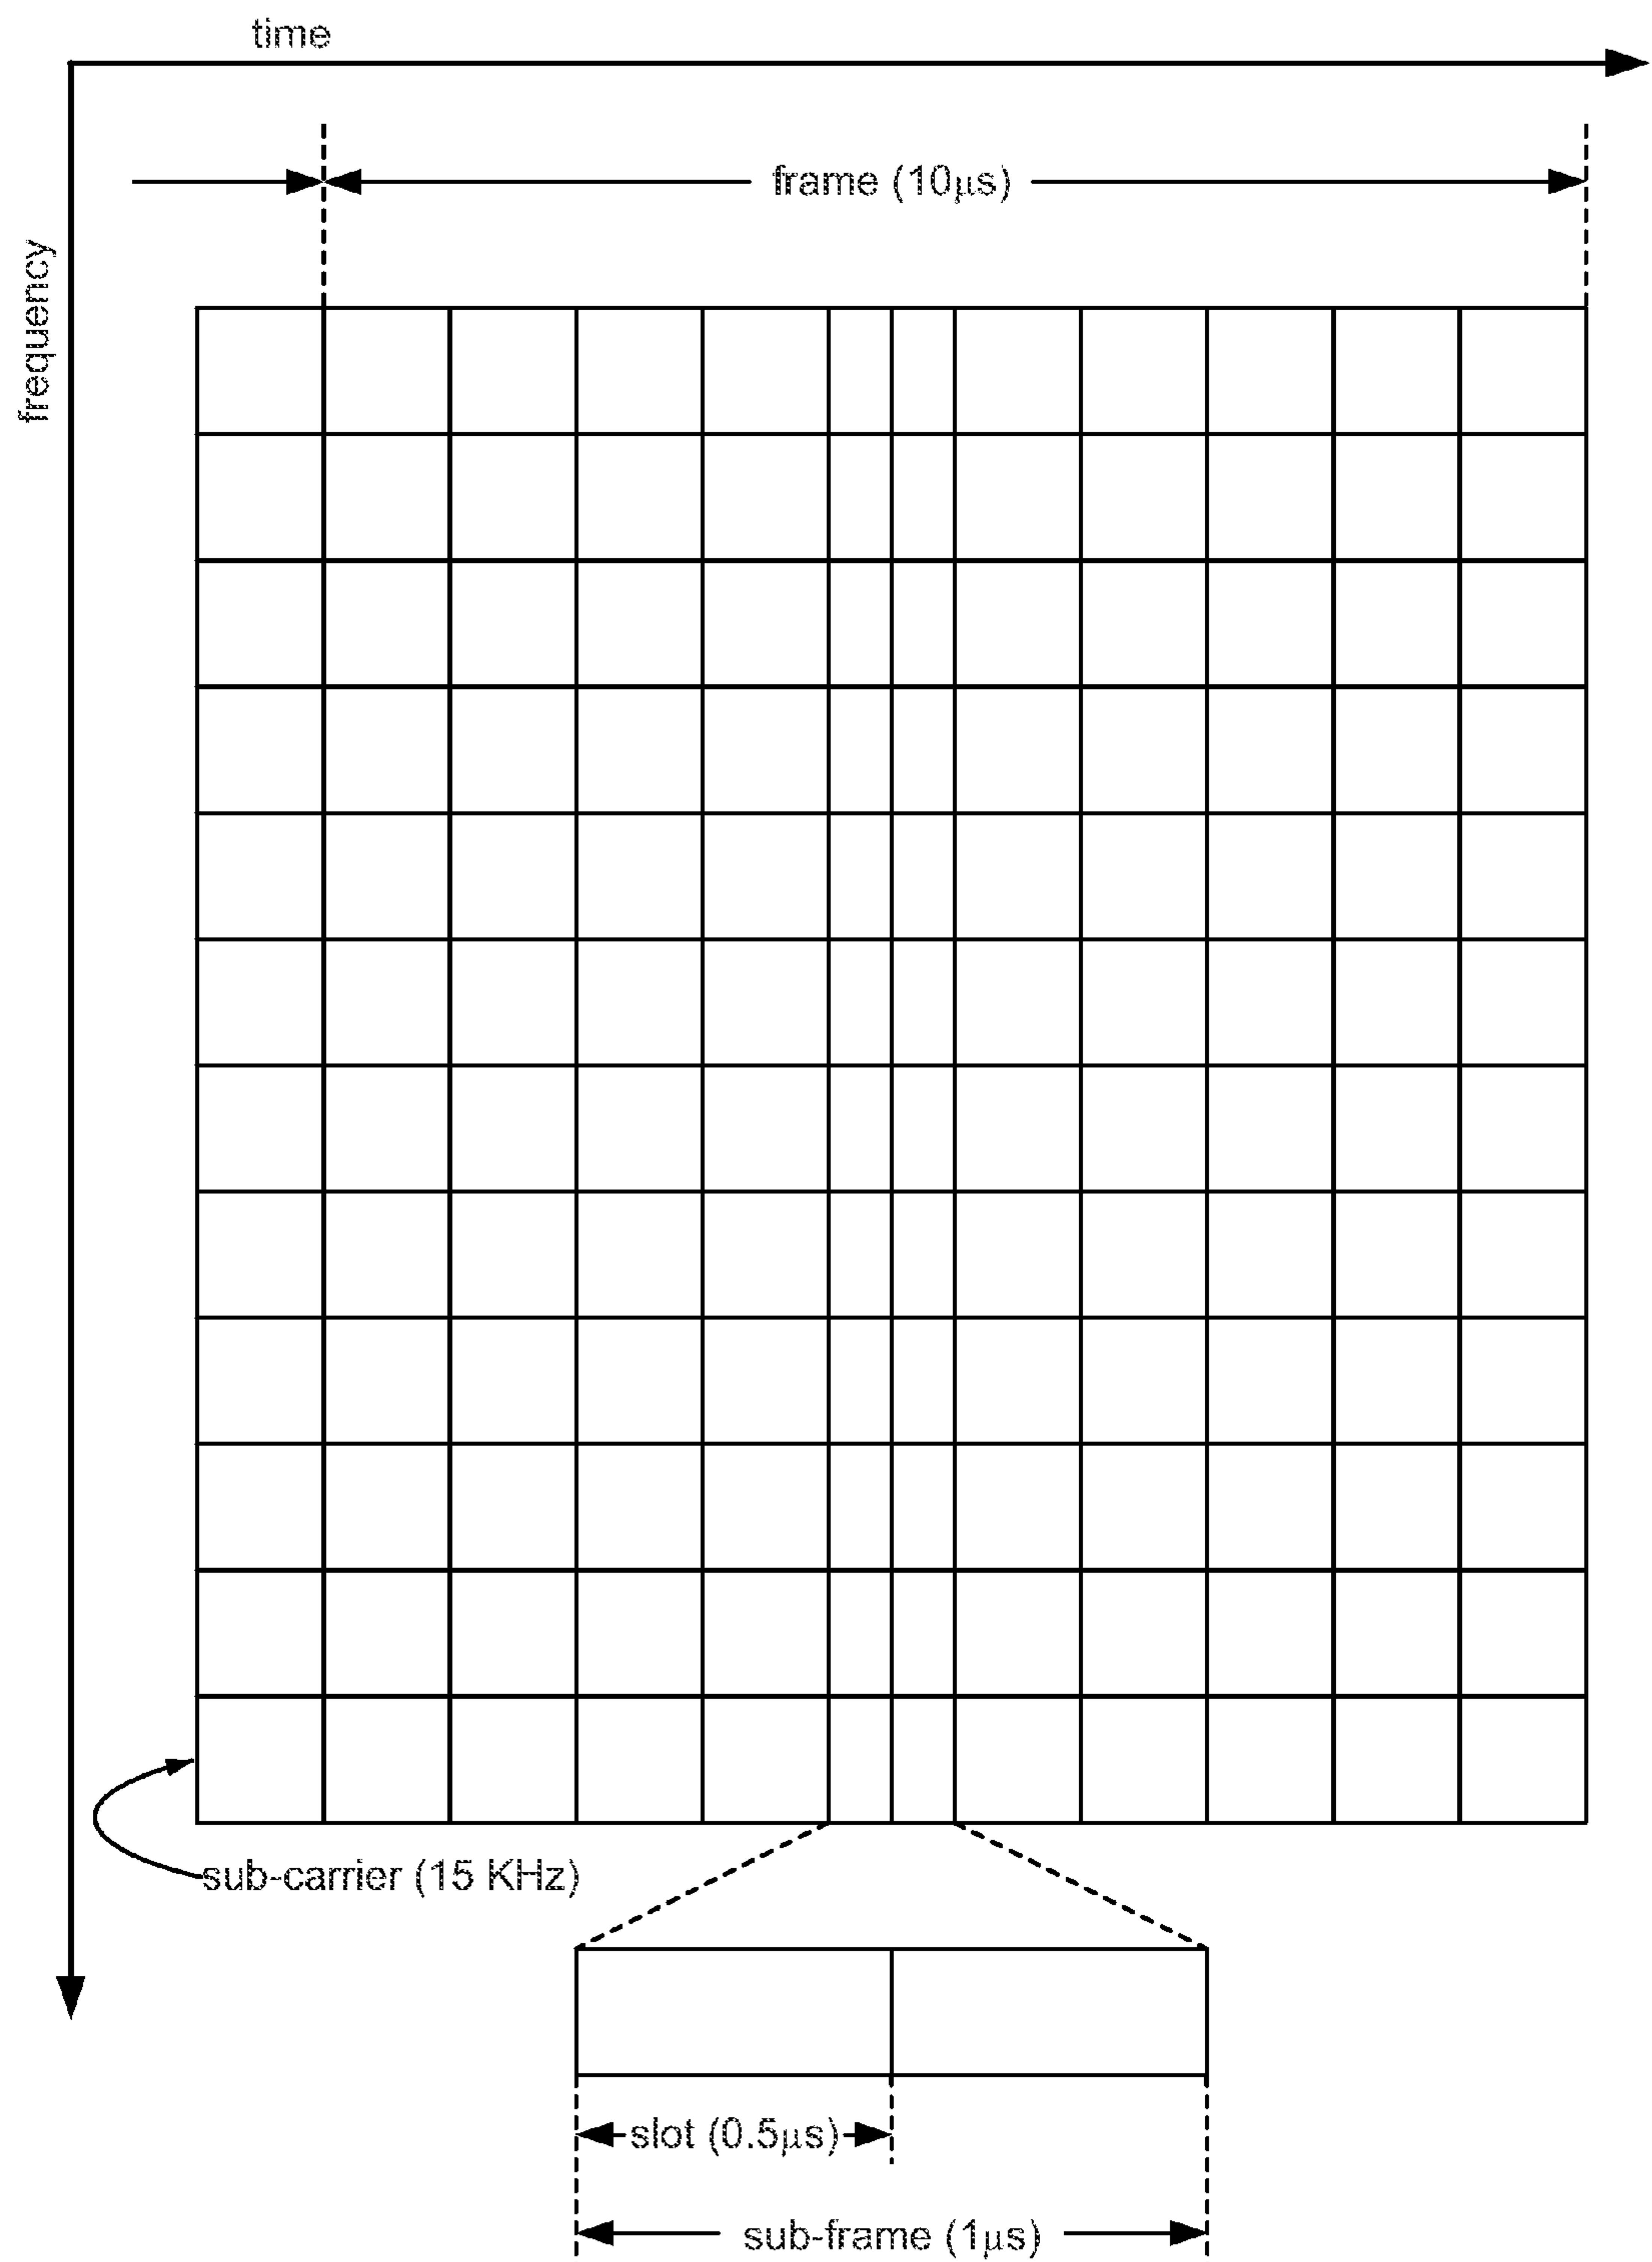 time
frame (10μs)
frequency
sub-carrier (15 KHz)
slot (0.5μs)
sub-frame (1μs)